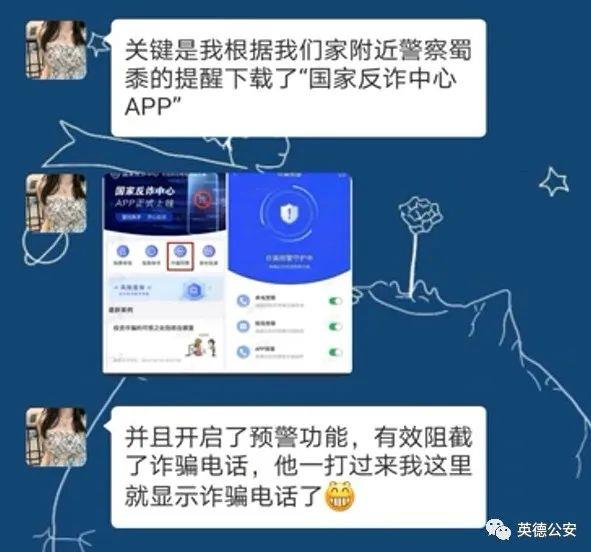 关键是我根据我们家附近警察蜀
黍的提醒下载了“国家反诈中心
APP”
国家反诈中心
APP正式上线
最新案例
并且开启了预警功能，有效阻截
了诈骗电话，他一打过来我这里
就显示诈骗电话了
英德公安